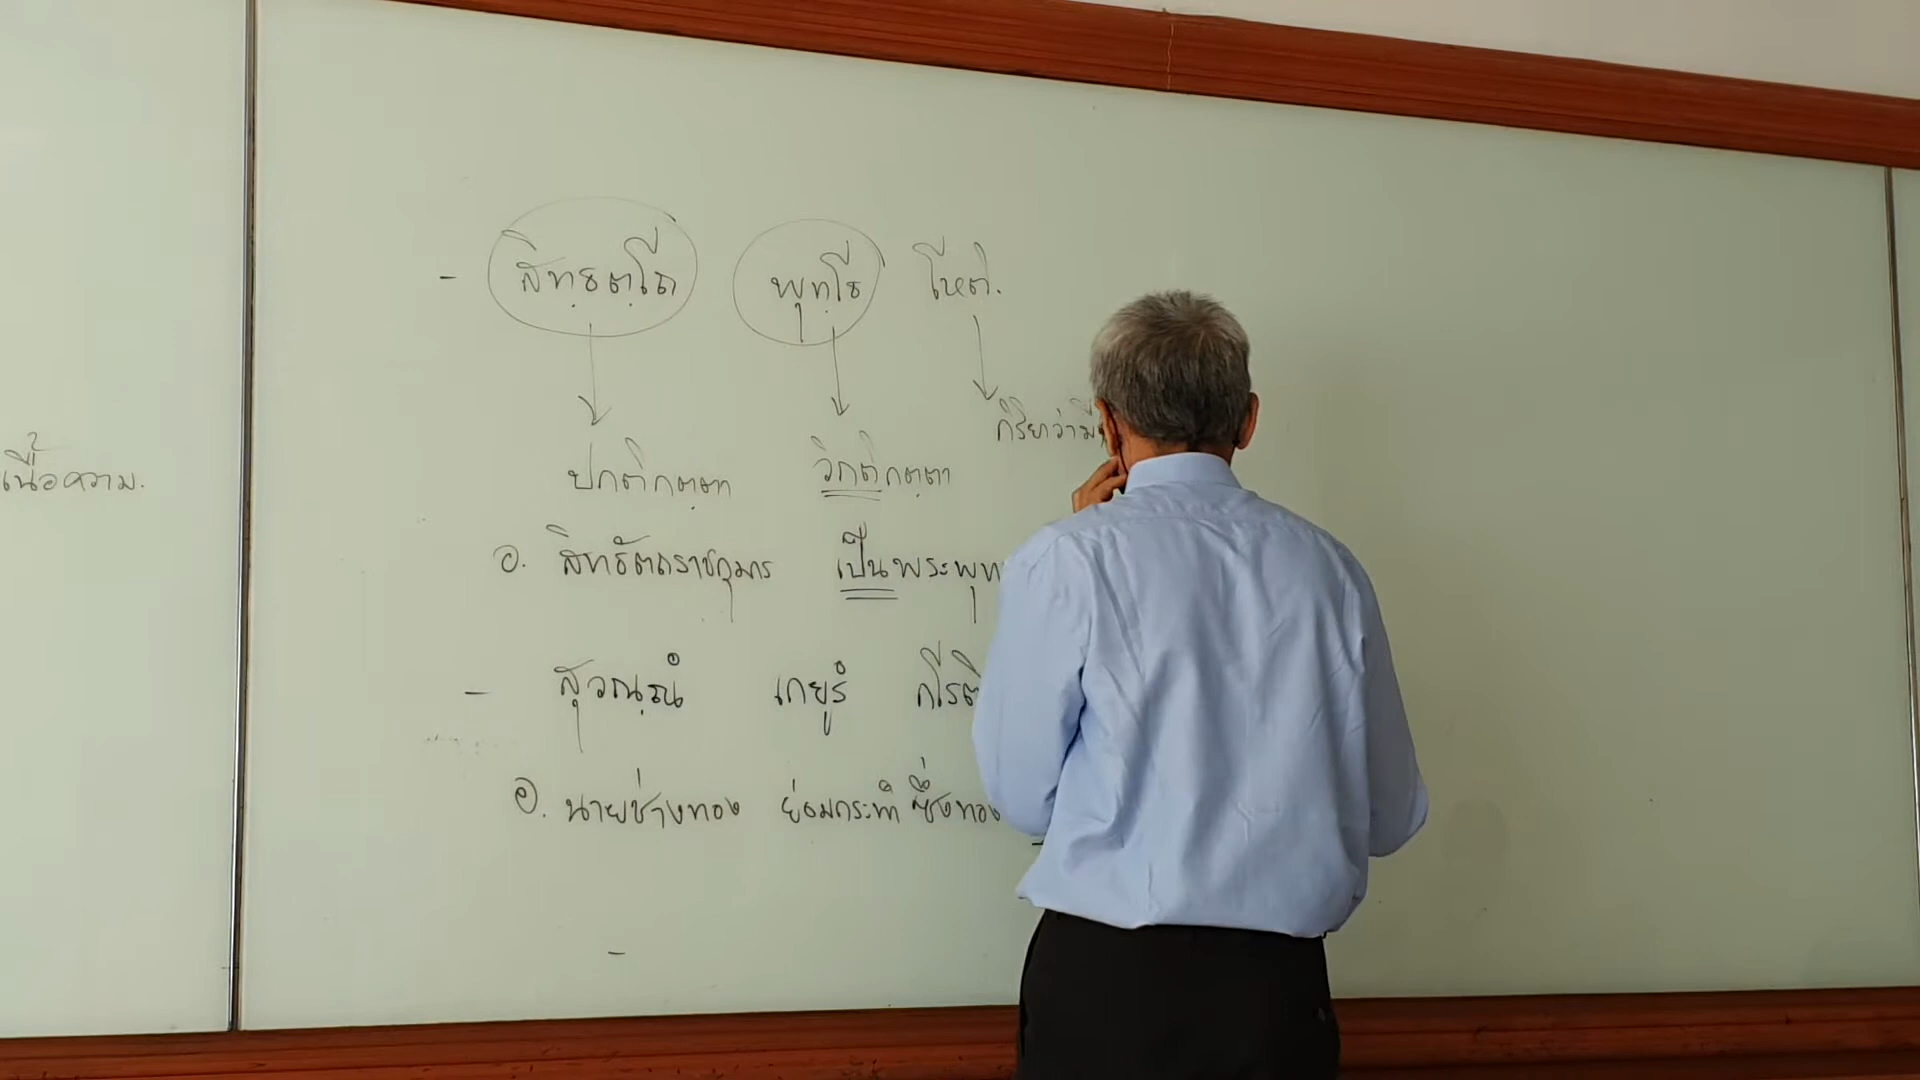 เนื้อความ.
- สิทฺธตฺโถ พุทฺโธ โหติ.
กิริยาว่ามี
ปกติกตฺตา วิกติกตฺตา
อ. สิทธัตถราชกุมาร เป็นพระพุท
- สุวณฺณํ เกยูรํ กโรติ
อ. นายช่างทอง ย่อมกระทำ ซึ่งทอง
-